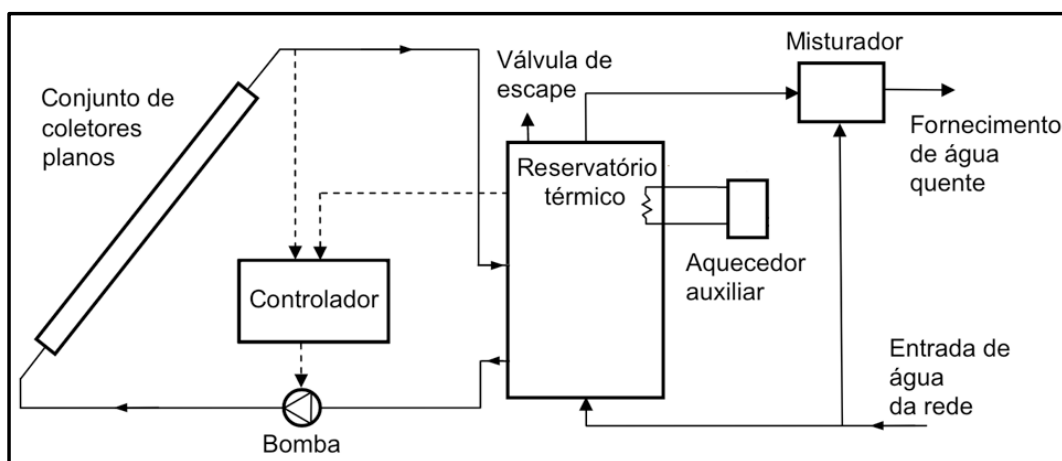 Misturador
Válvula de
escape
Conjunto de
coletores
planos
Fornecimento
de água
quente
Reservatório
térmico
Aquecedor
auxiliar
Controlador
Entrada de
água
da rede
Bomba